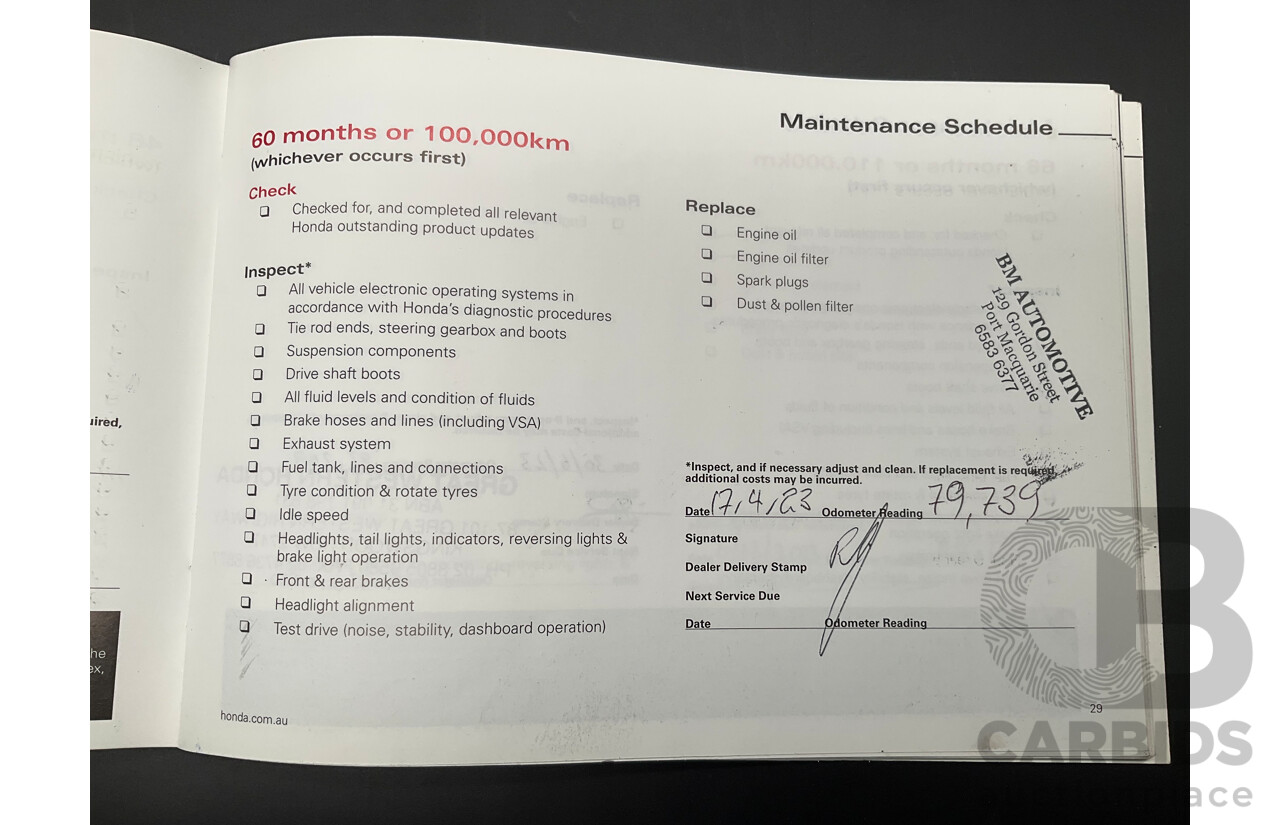 Maintenance Schedule
60 months or 100,000km
(whichever occurs first)
Check
❏ Checked for, and completed all relevant
Honda outstanding product updates
Inspect*
❏ All vehicle electronic operating systems in
accordance with Honda's diagnostic procedures
❏ Tie rod ends, steering gearbox and boots
❏ Suspension components
❏ Drive shaft boots
❏ All fluid levels and condition of fluids
❏ Brake hoses and lines (including VSA)
❏ Exhaust system
❏ Fuel tank, lines and connections
❏ Tyre condition & rotate tyres
❏ Idle speed
❏ Headlights, tail lights, indicators, reversing lights &
brake light operation
❏ Front & rear brakes
❏ Headlight alignment
❏ Test drive (noise, stability, dashboard operation)
honda.com.au
Replace
❏ Engine oil
❏ Engine oil filter
❏ Spark plugs
❏ Dust & pollen filter
BM AUTOMOTIVE
129 Gordon Street
Port Macquarie
6583 6377
*Inspect, and if necessary adjust and clean. If replacement is required,
additional costs may be incurred.
Date 17/4/23 Odometer Reading 79,739
Signature
Dealer Delivery Stamp
Next Service Due
Date Odometer Reading
29
CARBIDS